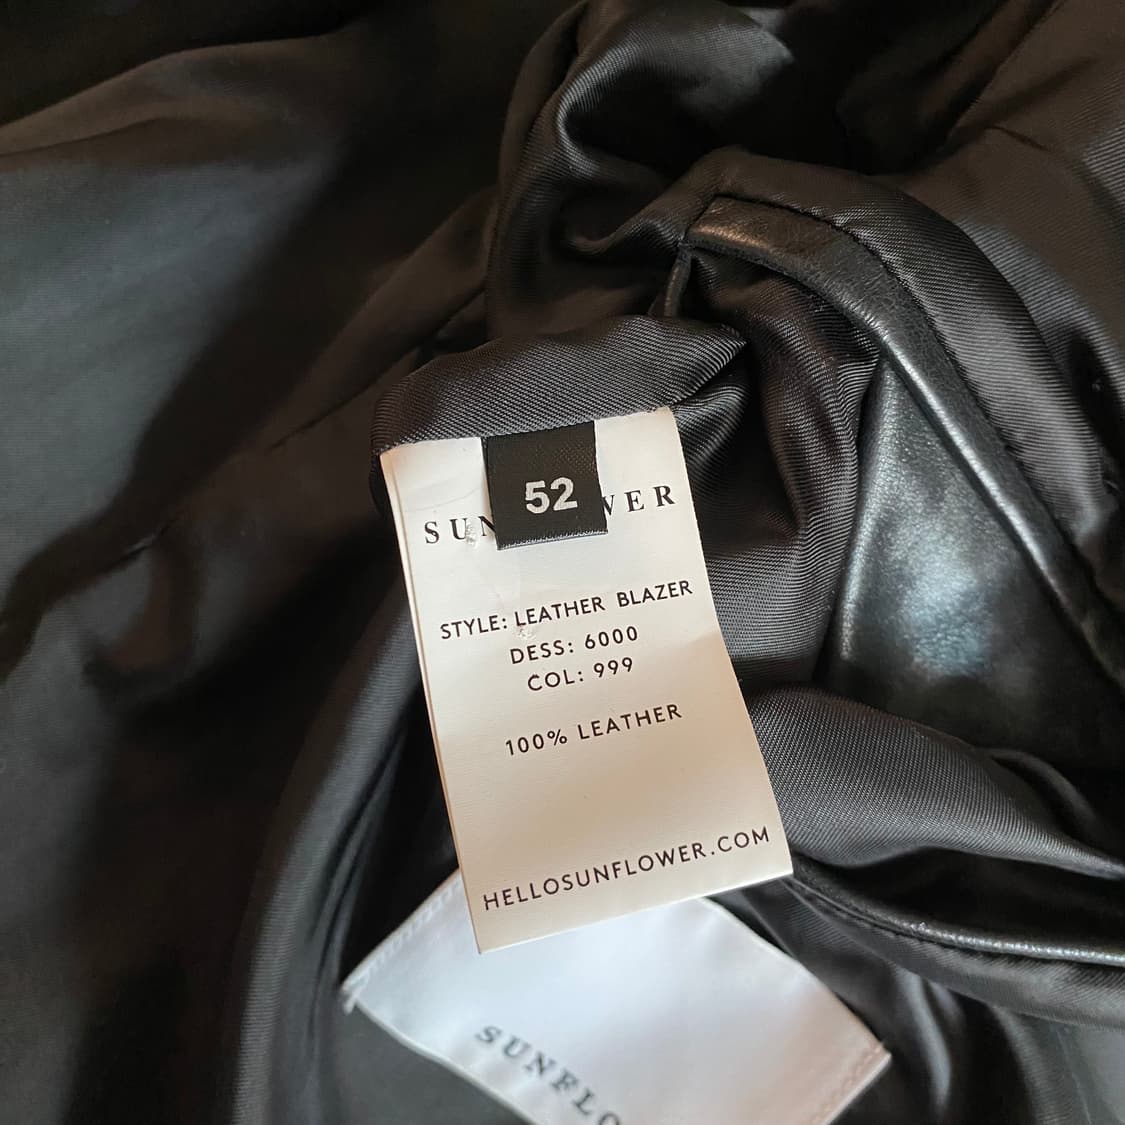 52
SUN WER
STYLE: LEATHER BLAZER
DESS: 6000
COL: 999
100% LEATHER
HELLOSUNFLOWER.COM
SUNFLO